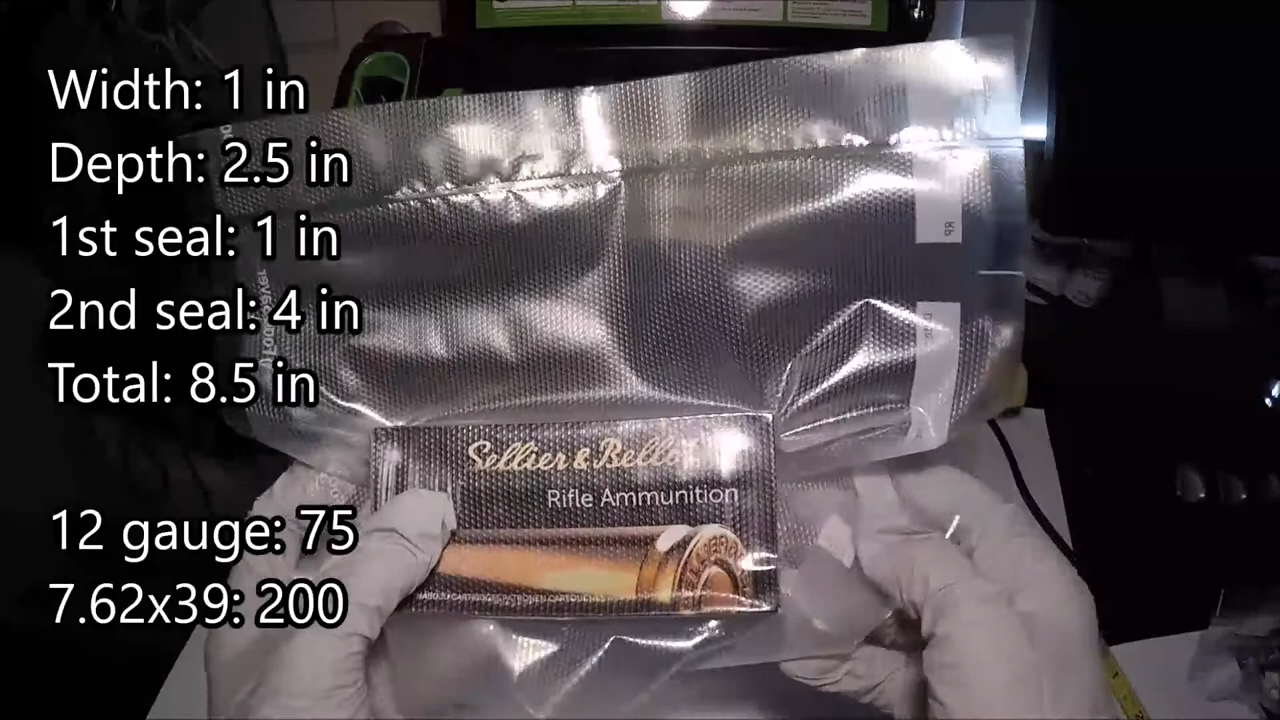 Width: 1 in
Depth: 2.5 in
1st seal: 1 in
2nd seal: 4 in
Total: 8.5 in
12 gauge: 75
7.62x39: 200
Sellier & Bellot
Rifle Ammunition